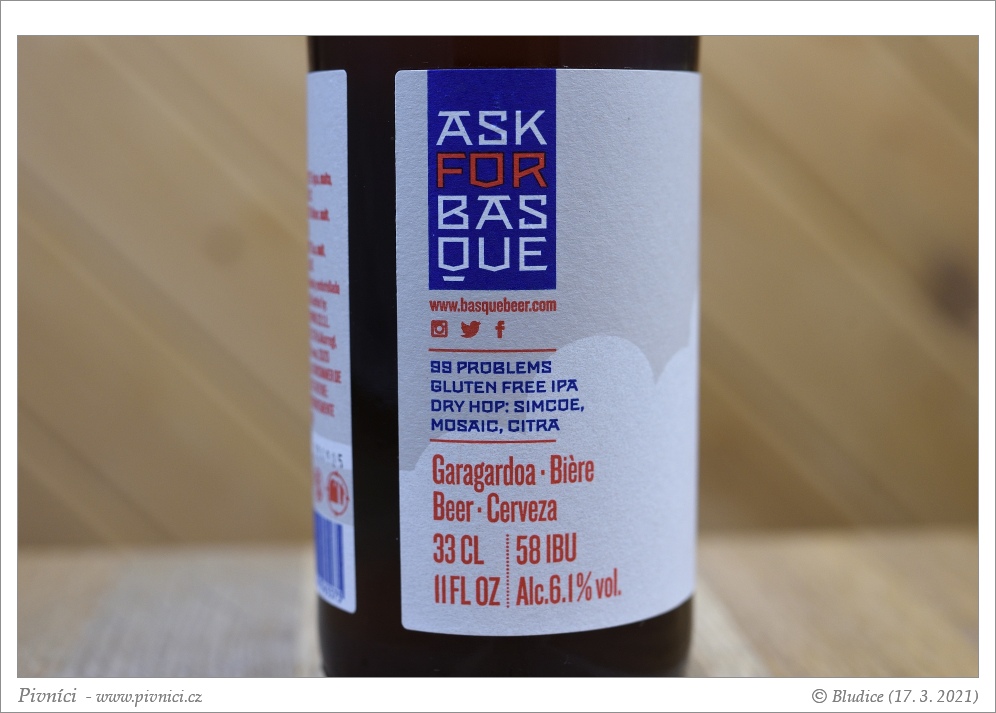 ASK
FOR
BAS
QUE
www.basquebeer.com
99 PROBLEMS
GLUTEN FREE IPA
DRY HOP: SIMCOE,
MOSAIC, CITRA
Garagardoa · Bière
Beer · Cerveza
33 CL
11 FL OZ
58 IBU
Alc.6.1% vol.
Pivníci - www.pivnici.cz
© Bludice (17. 3. 2021)